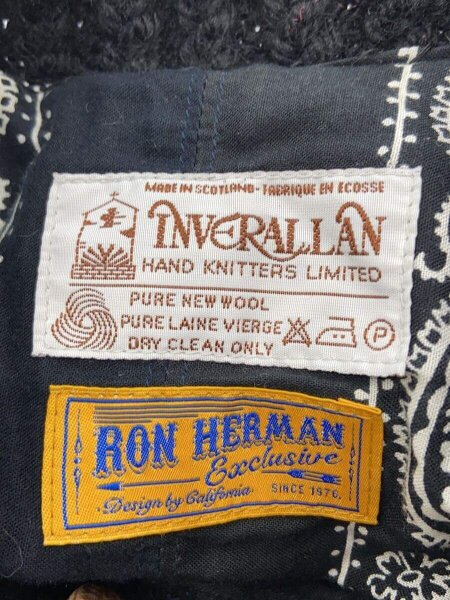 MADE IN SCOTLAND-FABRIQUE EN ECOSSE
INVERALLAN
HAND KNITTERS LIMITED
PURE NEW WOOL
PURE LAINE VIERGE
DRY CLEAN ONLY
P
RON HERMAN
Exclusive
Design by California
SINCE 1976.